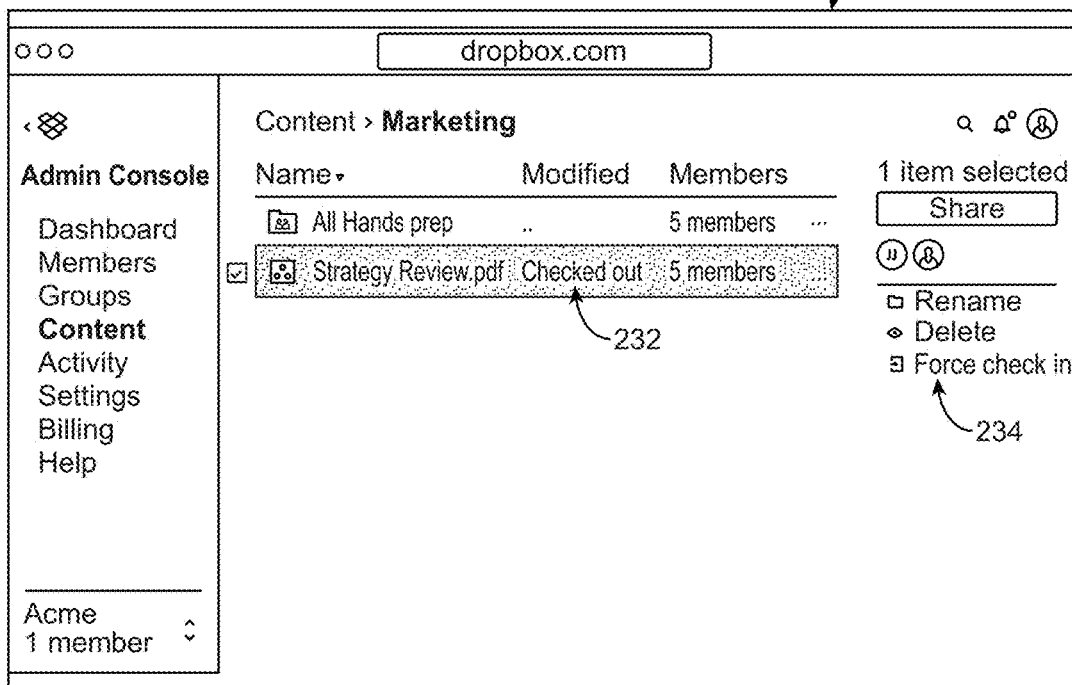 dropbox.com
Content › Marketing
Admin Console
Dashboard
Members
Groups
Content
Activity
Settings
Billing
Help
Acme
1 member
Name ▾ Modified Members
All Hands prep .. 5 members ...
Strategy Review.pdf Checked out 5 members ...
232
1 item selected
Share
JJ
Rename
Delete
Force check in
234